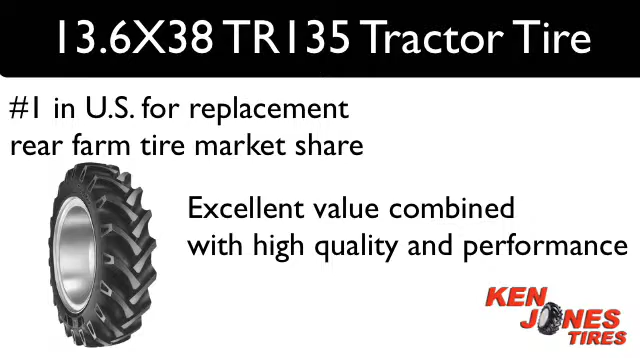 13.6X38 TR135 Tractor Tire
#1 in U.S. for replacement
rear farm tire market share
Excellent value combined
with high quality and performance
KEN
JONES
TIRES